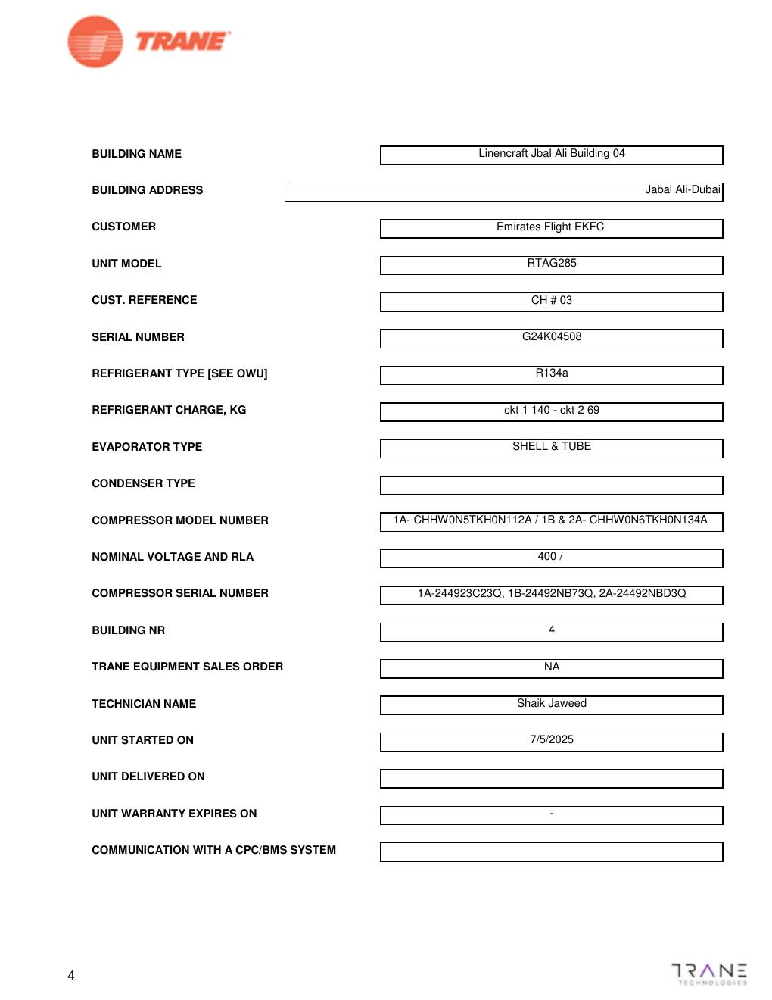 TRANE
BUILDING NAME Linencraft Jbal Ali Building 04
BUILDING ADDRESS Jabal Ali-Dubai
CUSTOMER Emirates Flight EKFC
UNIT MODEL RTAG285
CUST. REFERENCE CH # 03
SERIAL NUMBER G24K04508
REFRIGERANT TYPE [SEE OWU] R134a
REFRIGERANT CHARGE, KG ckt 1 140 - ckt 2 69
EVAPORATOR TYPE SHELL & TUBE
CONDENSER TYPE
COMPRESSOR MODEL NUMBER 1A- CHHW0N5TKH0N112A / 1B & 2A- CHHW0N6TKH0N134A
NOMINAL VOLTAGE AND RLA 400 /
COMPRESSOR SERIAL NUMBER 1A-244923C23Q, 1B-24492NB73Q, 2A-24492NBD3Q
BUILDING NR 4
TRANE EQUIPMENT SALES ORDER NA
TECHNICIAN NAME Shaik Jaweed
UNIT STARTED ON 7/5/2025
UNIT DELIVERED ON
UNIT WARRANTY EXPIRES ON -
COMMUNICATION WITH A CPC/BMS SYSTEM
4
TRANE
TECHNOLOGIES